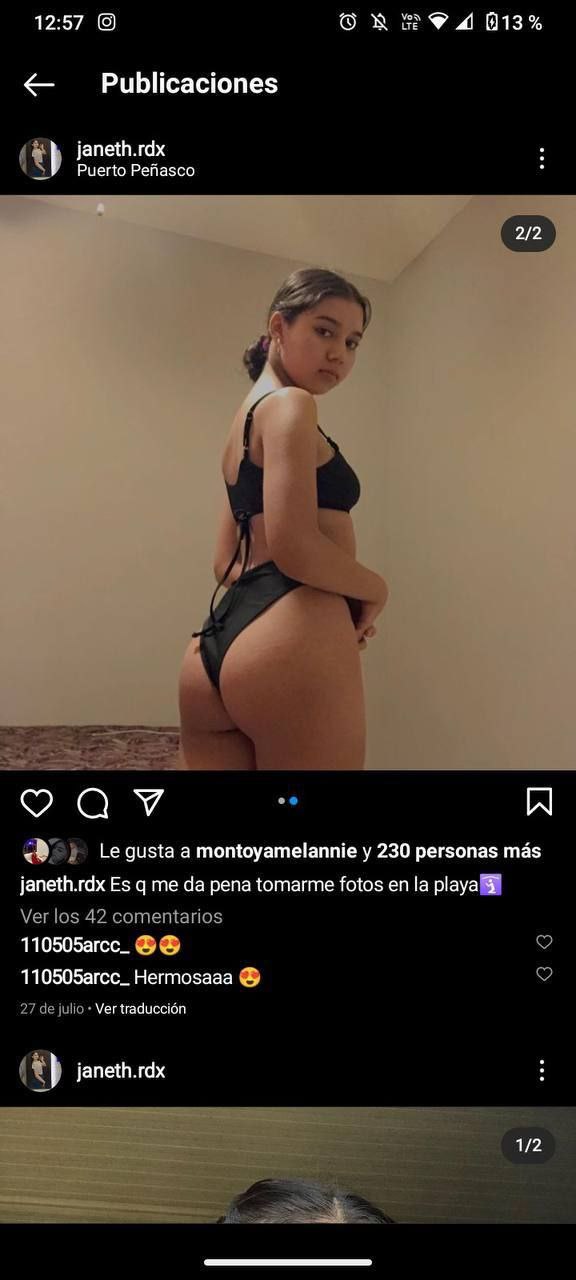 12:57
Vo))
LTE
13 %
Publicaciones
janeth.rdx
Puerto Peñasco
2/2
Le gusta a montoyamelannie y 230 personas más
janeth.rdx Es q me da pena tomarme fotos en la playa🛐
Ver los 42 comentarios
110505arcc_ 😍😍
110505arcc_ Hermosaaa 😍
27 de julio • Ver traducción
janeth.rdx
1/2